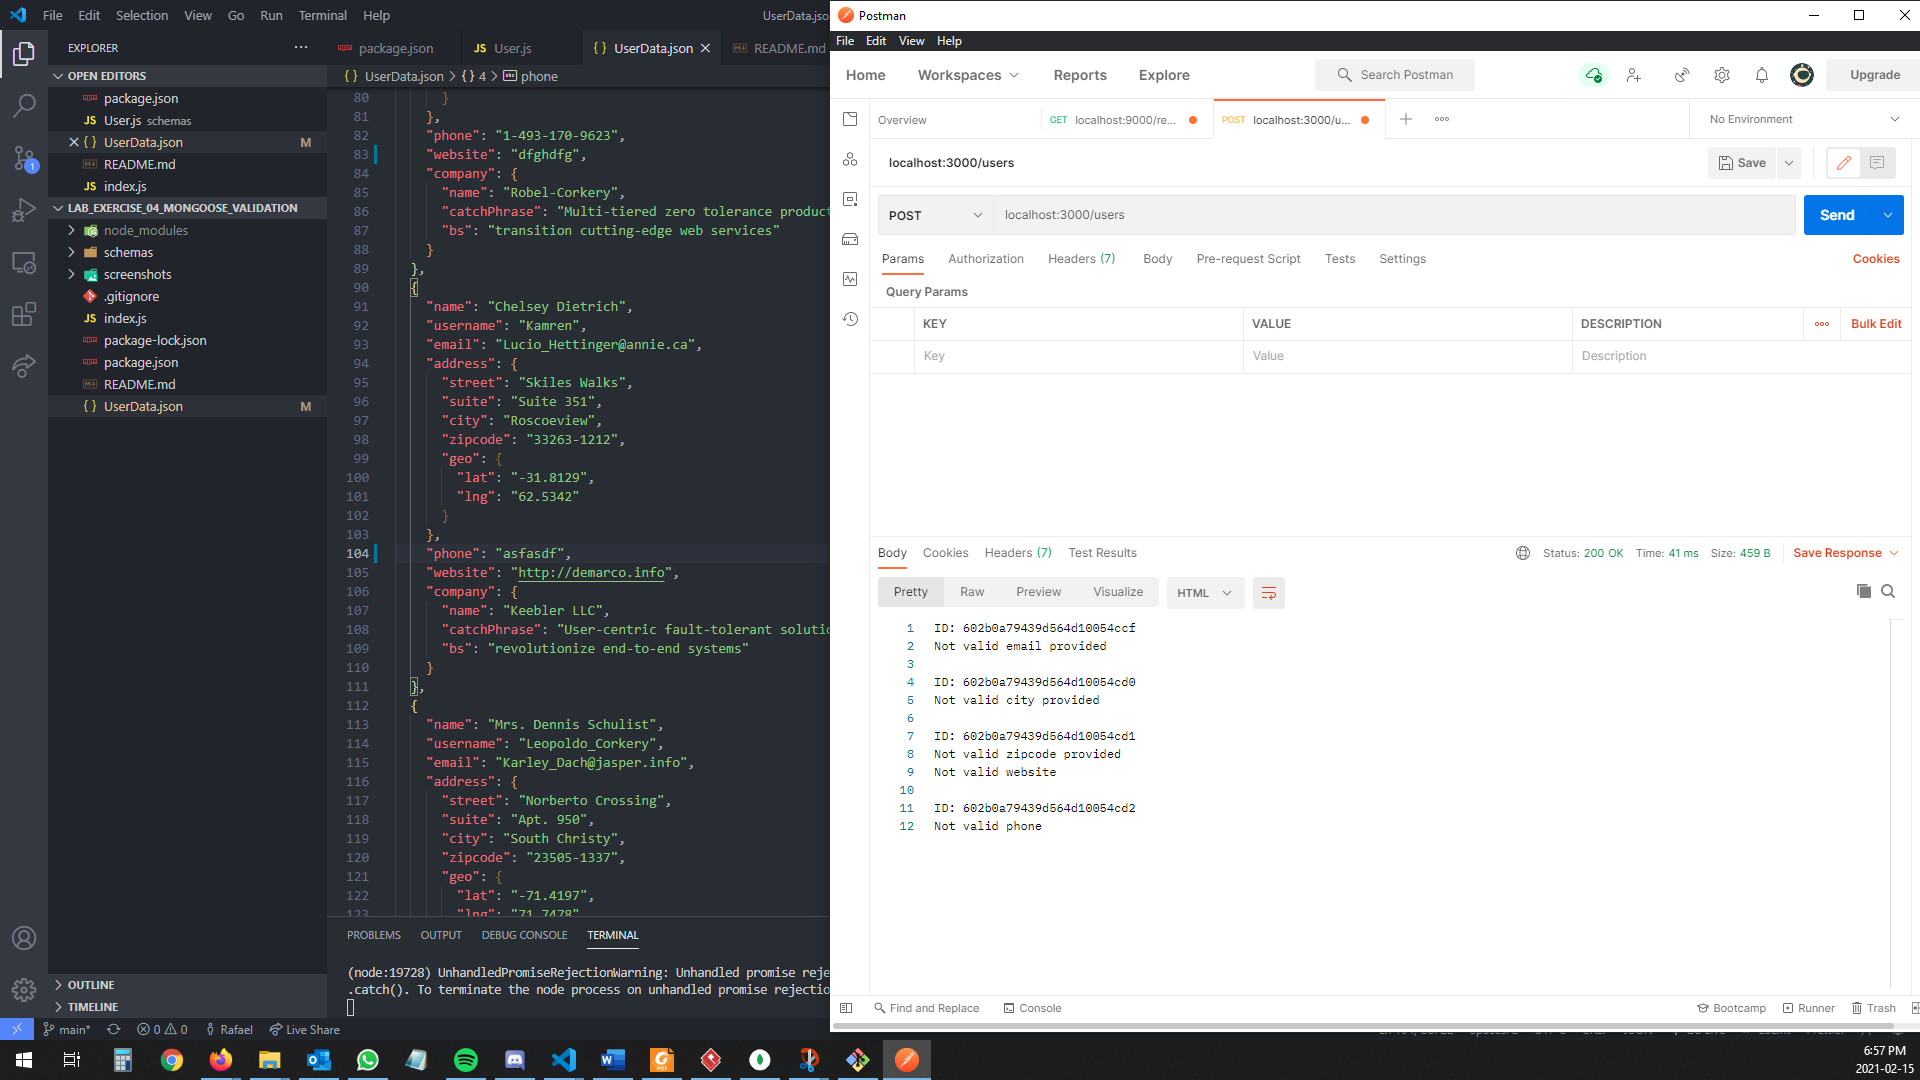 File Edit Selection View Go Run Terminal Help
UserData.jso
EXPLORER
OPEN EDITORS
package.json
User.js schemas
UserData.json M
README.md
index.js
LAB_EXERCISE_04_MONGOOSE_VALIDATION
node_modules
schemas
screenshots
.gitignore
JS index.js
package-lock.json
package.json
README.md
{ } UserData.json M
OUTLINE
TIMELINE
package.json
JS User.js
{ } UserData.json
README.md
{ } UserData.json > { } 4 > abc phone
80 }
81 },
82 "phone": "1-493-170-9623",
83 "website": "dfghdfg",
84 "company": {
85 "name": "Robel-Corkery",
86 "catchPhrase": "Multi-tiered zero tolerance product
87 "bs": "transition cutting-edge web services"
88 }
89 },
90 {
91 "name": "Chelsey Dietrich",
92 "username": "Kamren",
93 "email": "Lucio_Hettinger@annie.ca",
94 "address": {
95 "street": "Skiles Walks",
96 "suite": "Suite 351",
97 "city": "Roscoeview",
98 "zipcode": "33263-1212",
99 "geo": {
100 "lat": "-31.8129",
101 "lng": "62.5342"
102 }
103 },
104 "phone": "asfasdf",
105 "website": "http://demarco.info",
106 "company": {
107 "name": "Keebler LLC",
108 "catchPhrase": "User-centric fault-tolerant solutio
109 "bs": "revolutionize end-to-end systems"
110 }
111 },
112 {
113 "name": "Mrs. Dennis Schulist",
114 "username": "Leopoldo_Corkery",
115 "email": "Karley_Dach@jasper.info",
116 "address": {
117 "street": "Norberto Crossing",
118 "suite": "Apt. 950",
119 "city": "South Christy",
120 "zipcode": "23505-1337",
121 "geo": {
122 "lat": "-71.4197",
123 "lng": "71.7478"
PROBLEMS OUTPUT DEBUG CONSOLE TERMINAL
(node:19728) UnhandledPromiseRejectionWarning: Unhandled promise reje
.catch(). To terminate the node process on unhandled promise rejectio
main* 0 0 Rafael Live Share
Postman
File Edit View Help
Home Workspaces Reports Explore Search Postman Upgrade
Overview
GET localhost:9000/re...
POST localhost:3000/u...
No Environment
localhost:3000/users
Save
POST localhost:3000/users Send
Params Authorization Headers (7) Body Pre-request Script Tests Settings Cookies
Query Params
KEY VALUE DESCRIPTION Bulk Edit
Key Value Description
Body Cookies Headers (7) Test Results Status: 200 OK Time: 41 ms Size: 459 B Save Response
Pretty Raw Preview Visualize HTML
1 ID: 602b0a79439d564d10054ccf
2 Not valid email provided
3
4 ID: 602b0a79439d564d10054cd0
5 Not valid city provided
6
7 ID: 602b0a79439d564d10054cd1
8 Not valid zipcode provided
9 Not valid website
10
11 ID: 602b0a79439d564d10054cd2
12 Not valid phone
Find and Replace Console Bootcamp Runner Trash
6:57 PM
2021-02-15